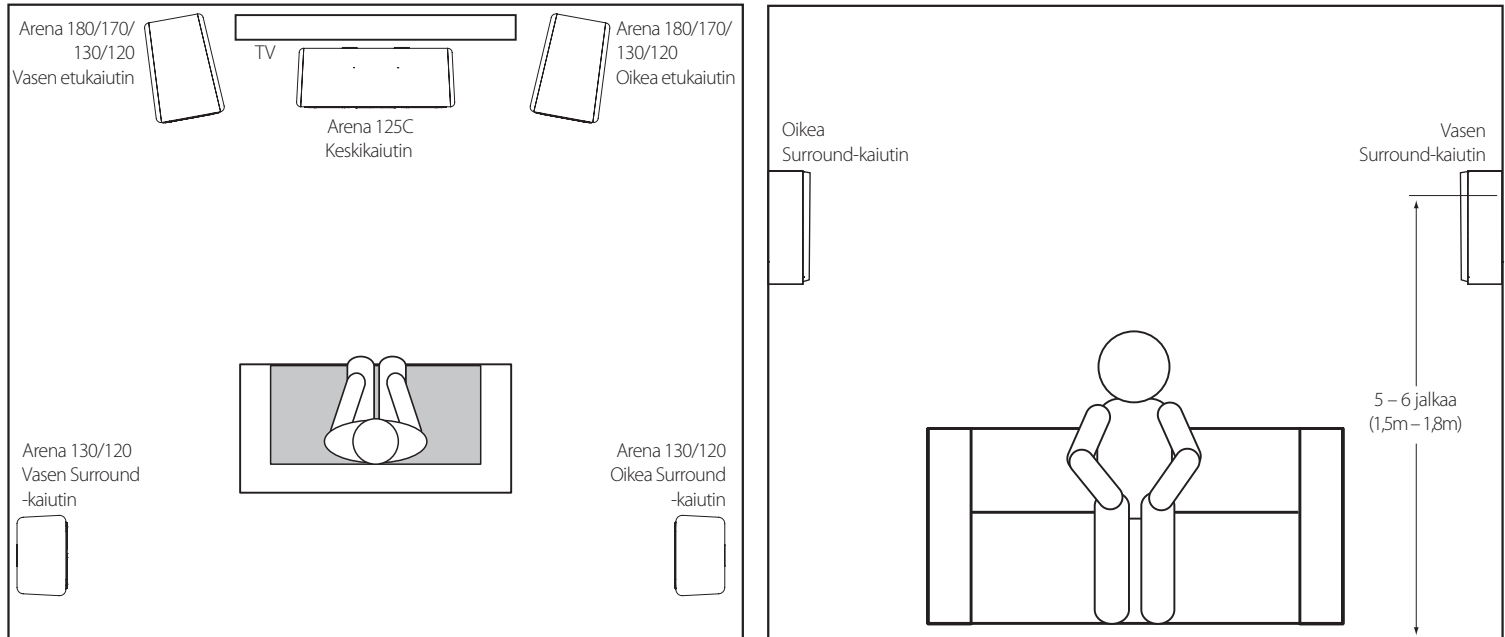 Arena 180/170/
130/120
Vasen etukaiutin
TV
Arena 180/170/
130/120
Oikea etukaiutin
Arena 125C
Keskikaiutin
Arena 130/120
Vasen Surround
-kaiutin
Arena 130/120
Oikea Surround
-kaiutin
Oikea
Surround-kaiutin
Vasen
Surround-kaiutin
5 – 6 jalkaa
(1,5m – 1,8m)